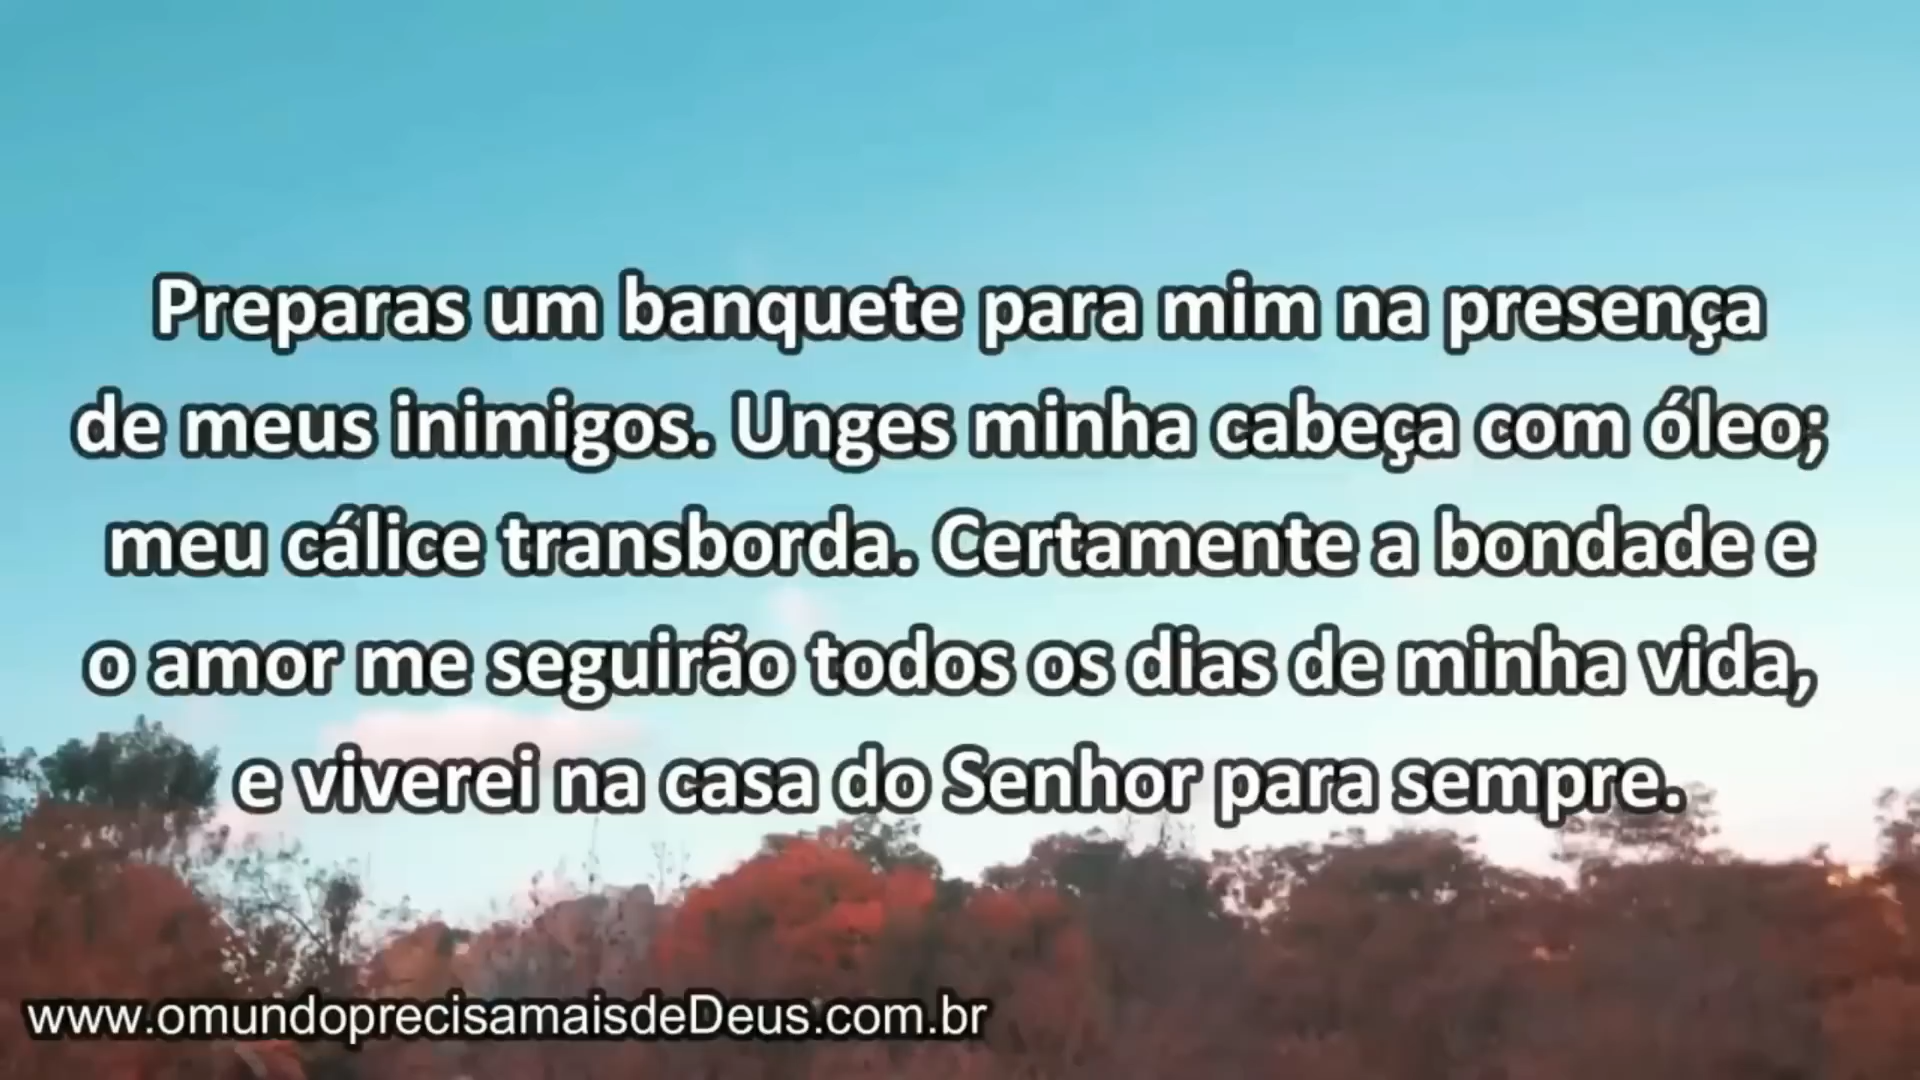 Preparas um banquete para mim na presença
de meus inimigos. Unges minha cabeça com óleo;
meu cálice transborda. Certamente a bondade e
o amor me seguirão todos os dias de minha vida,
e viverei na casa do Senhor para sempre.
www.omundoprecisamaisdeDeus.com.br